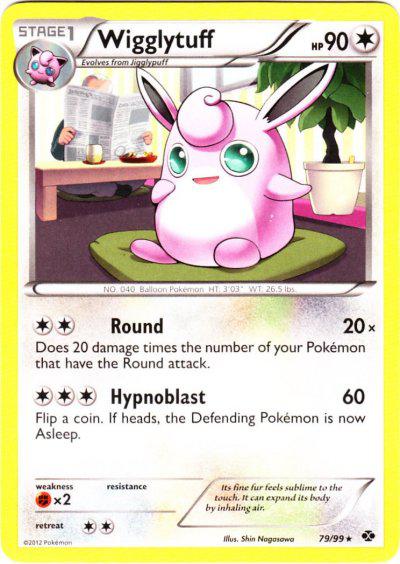 STAGE1
Wigglytuff
HP 90
Evolves from Jigglypuff
NO. 040 Balloon Pokémon HT: 3'03" WT: 26.5 lbs.
Round 20×
Does 20 damage times the number of your Pokémon
that have the Round attack.
Hypnoblast 60
Flip a coin. If heads, the Defending Pokémon is now
Asleep.
weakness resistance
×2
retreat
Its fine fur feels sublime to the
touch. It can expand its body
by inhaling air.
©2012 Pokémon
Illus. Shin Nagasawa
79/99 ★